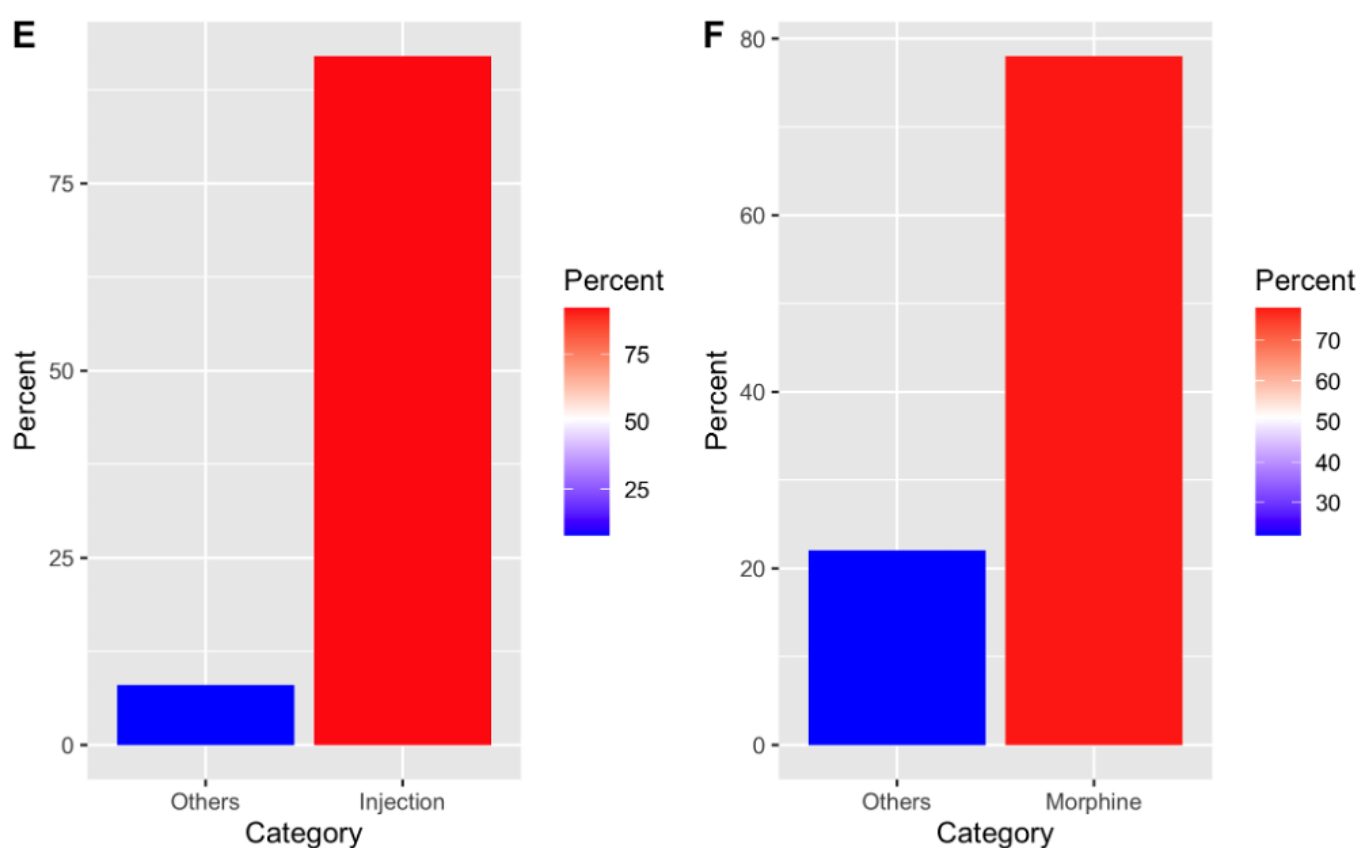 E
75
50
25
0
Percent
Others
Injection
Category
Percent
75
50
25
F
80
60
40
20
0
Percent
Others
Morphine
Category
Percent
70
60
50
40
30